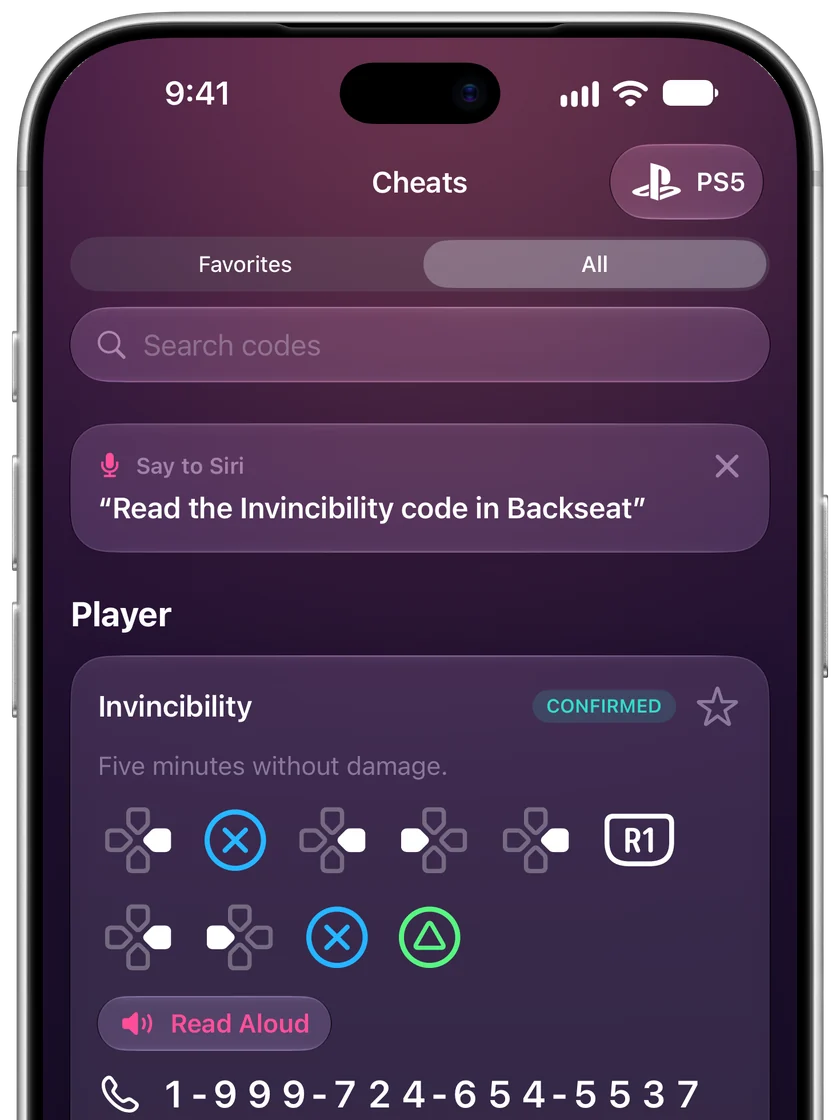 9:41
Cheats
PS5
Favorites
All
Search codes
Say to Siri
“Read the Invincibility code in Backseat”
Player
Invincibility
CONFIRMED
Five minutes without damage.
R1
Read Aloud
1-999-724-654-5537